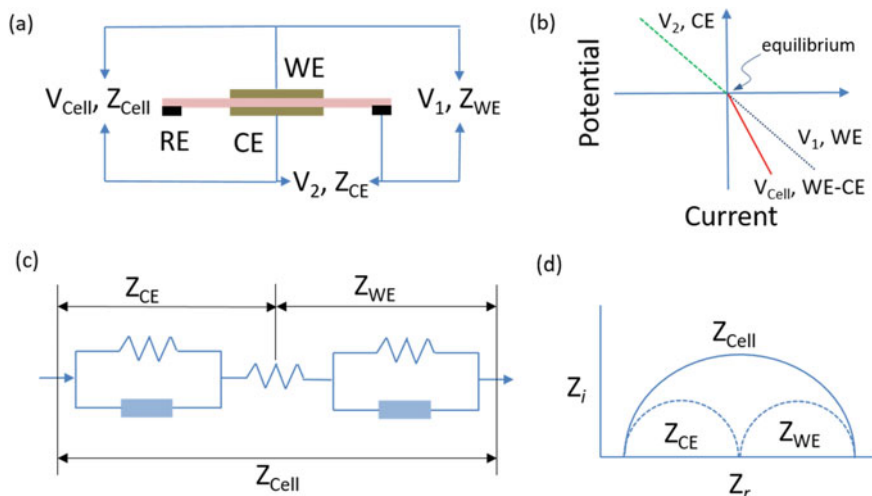 (a)
WE
V_Cell, Z_Cell
V_1, Z_WE
RE
CE
V_2, Z_CE
(b)
V_2, CE
equilibrium
Potential
V_1, WE
V_Cell, WE-CE
Current
(c)
Z_CE
Z_WE
Z_Cell
(d)
Z_Cell
Z_i
Z_CE
Z_WE
Z_r